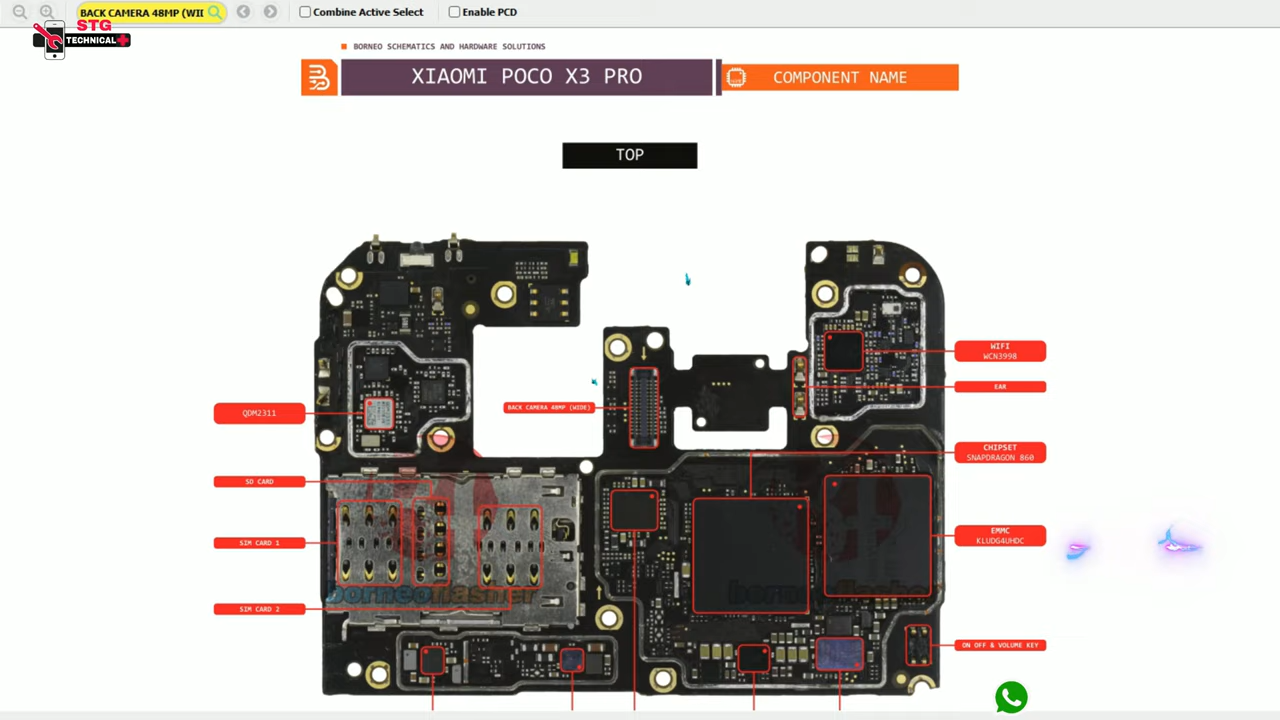 BACK CAMERA 48MP (WII
Combine Active Select
Enable PCD
STG
TECHNICAL
BORNEO SCHEMATICS AND HARDWARE SOLUTIONS
XIAOMI POCO X3 PRO
COMPONENT NAME
TOP
WIFI
WCN3998
EAR
BACK CAMERA 48MP (WIDE)
QDM2311
CHIPSET
SNAPDRAGON 860
SD CARD
EMMC
KLUDG4UHDC
SIM CARD 1
borneoflasher
borneoflasher
SIM CARD 2
ON OFF & VOLUME KEY